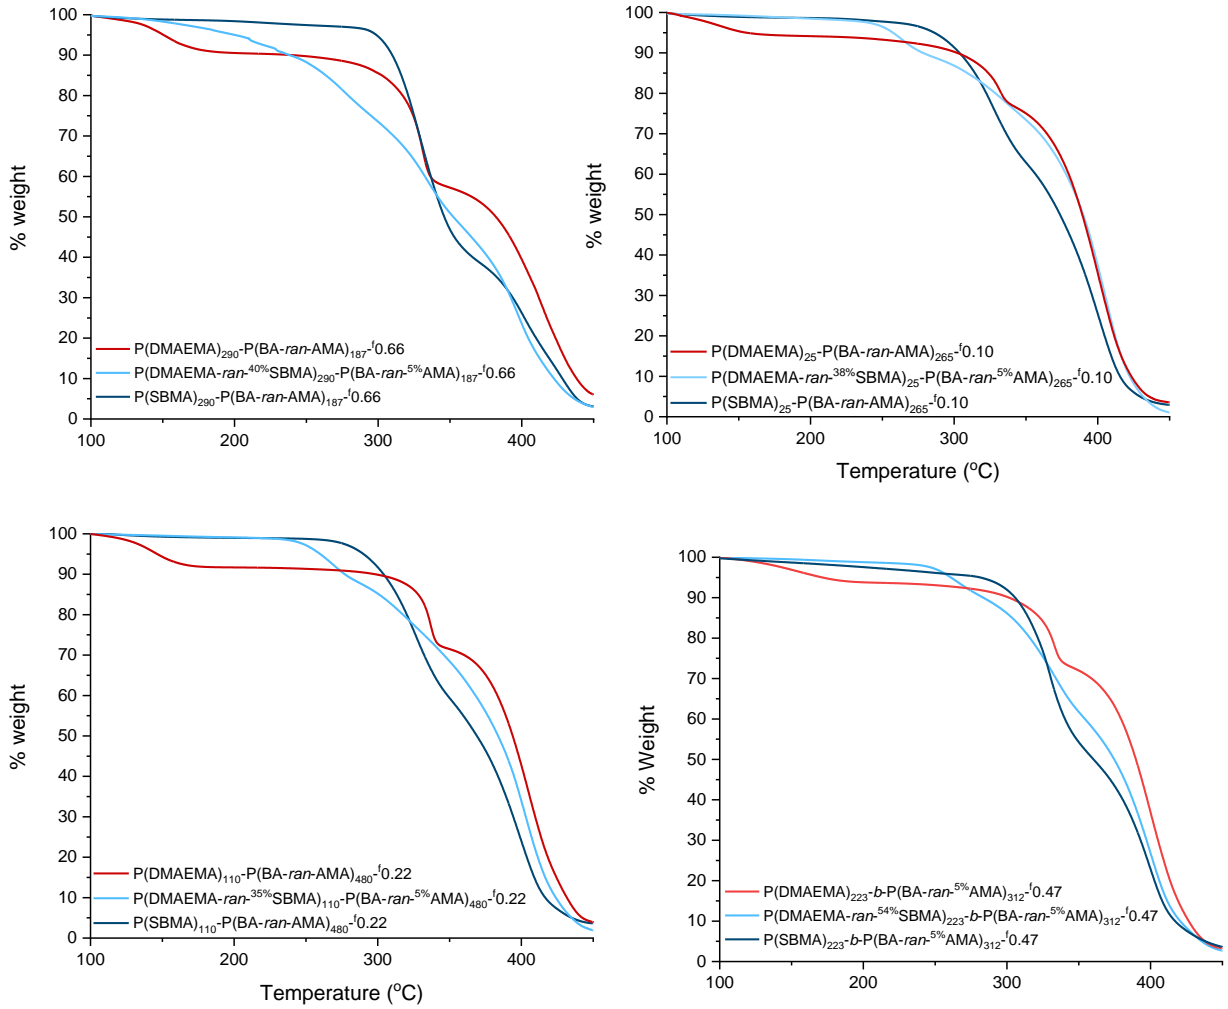 % weight
100
90
80
70
60
50
40
30
20
10
0
P(DMAEMA)290-P(BA-ran-AMA)187-f0.66
P(DMAEMA-ran-40%SBMA)290-P(BA-ran-5%AMA)187-f0.66
P(SBMA)290-P(BA-ran-AMA)187-f0.66
100 200 300 400
% weight
100
90
80
70
60
50
40
30
20
10
0
P(DMAEMA)25-P(BA-ran-AMA)265-f0.10
P(DMAEMA-ran-38%SBMA)25-P(BA-ran-5%AMA)265-f0.10
P(SBMA)25-P(BA-ran-AMA)265-f0.10
100 200 300 400
Temperature (oC)
% weight
100
90
80
70
60
50
40
30
20
10
0
P(DMAEMA)110-P(BA-ran-AMA)480-f0.22
P(DMAEMA-ran-35%SBMA)110-P(BA-ran-5%AMA)480-f0.22
P(SBMA)110-P(BA-ran-AMA)480-f0.22
100 200 300 400
Temperature (oC)
% Weight
100
90
80
70
60
50
40
30
20
10
0
P(DMAEMA)223-b-P(BA-ran-5%AMA)312-f0.47
P(DMAEMA-ran-54%SBMA)223-b-P(BA-ran-5%AMA)312-f0.47
P(SBMA)223-b-P(BA-ran-5%AMA)312-f0.47
100 200 300 400